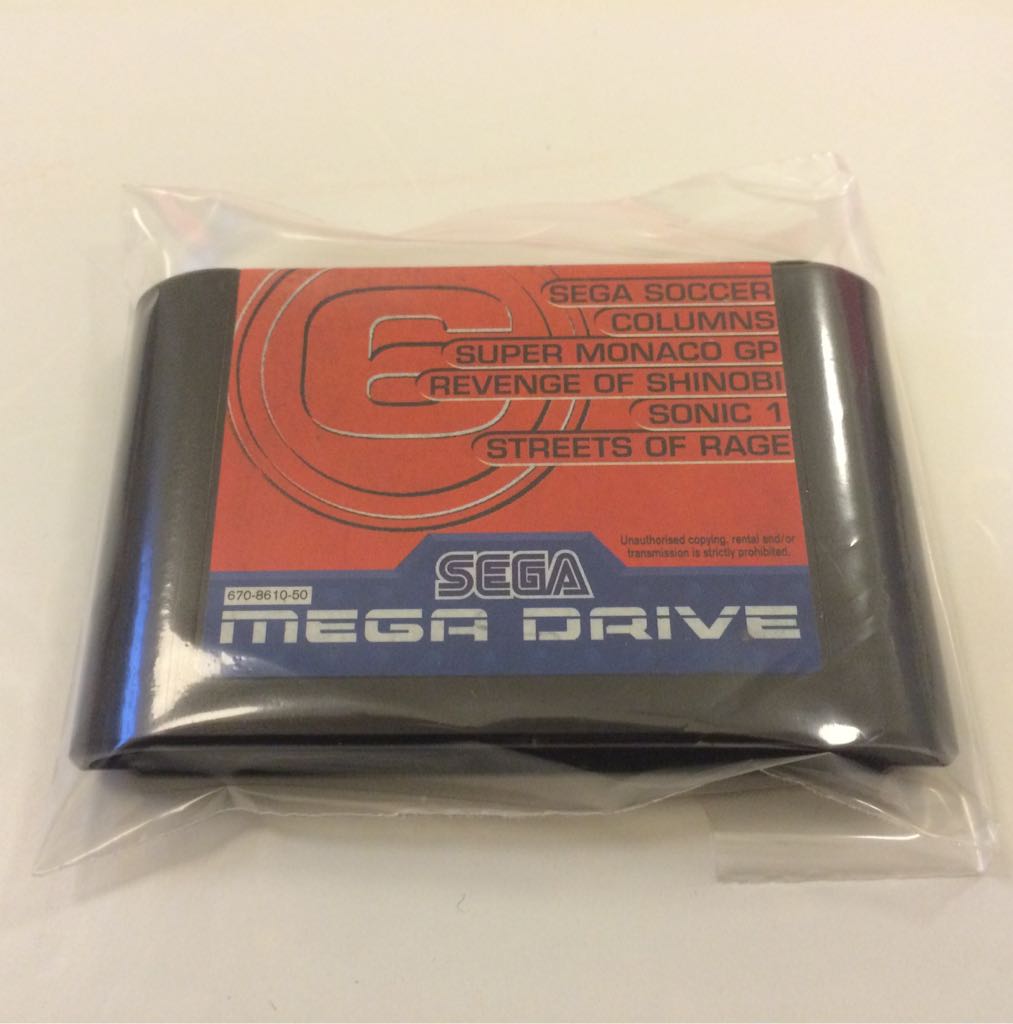 6
SEGA SOCCER
COLUMNS
SUPER MONACO GP
REVENGE OF SHINOBI
SONIC 1
STREETS OF RAGE
Unauthorised copying, rental and/or
transmission is strictly prohibited.
SEGA
670-8610-50
MEGA DRIVE